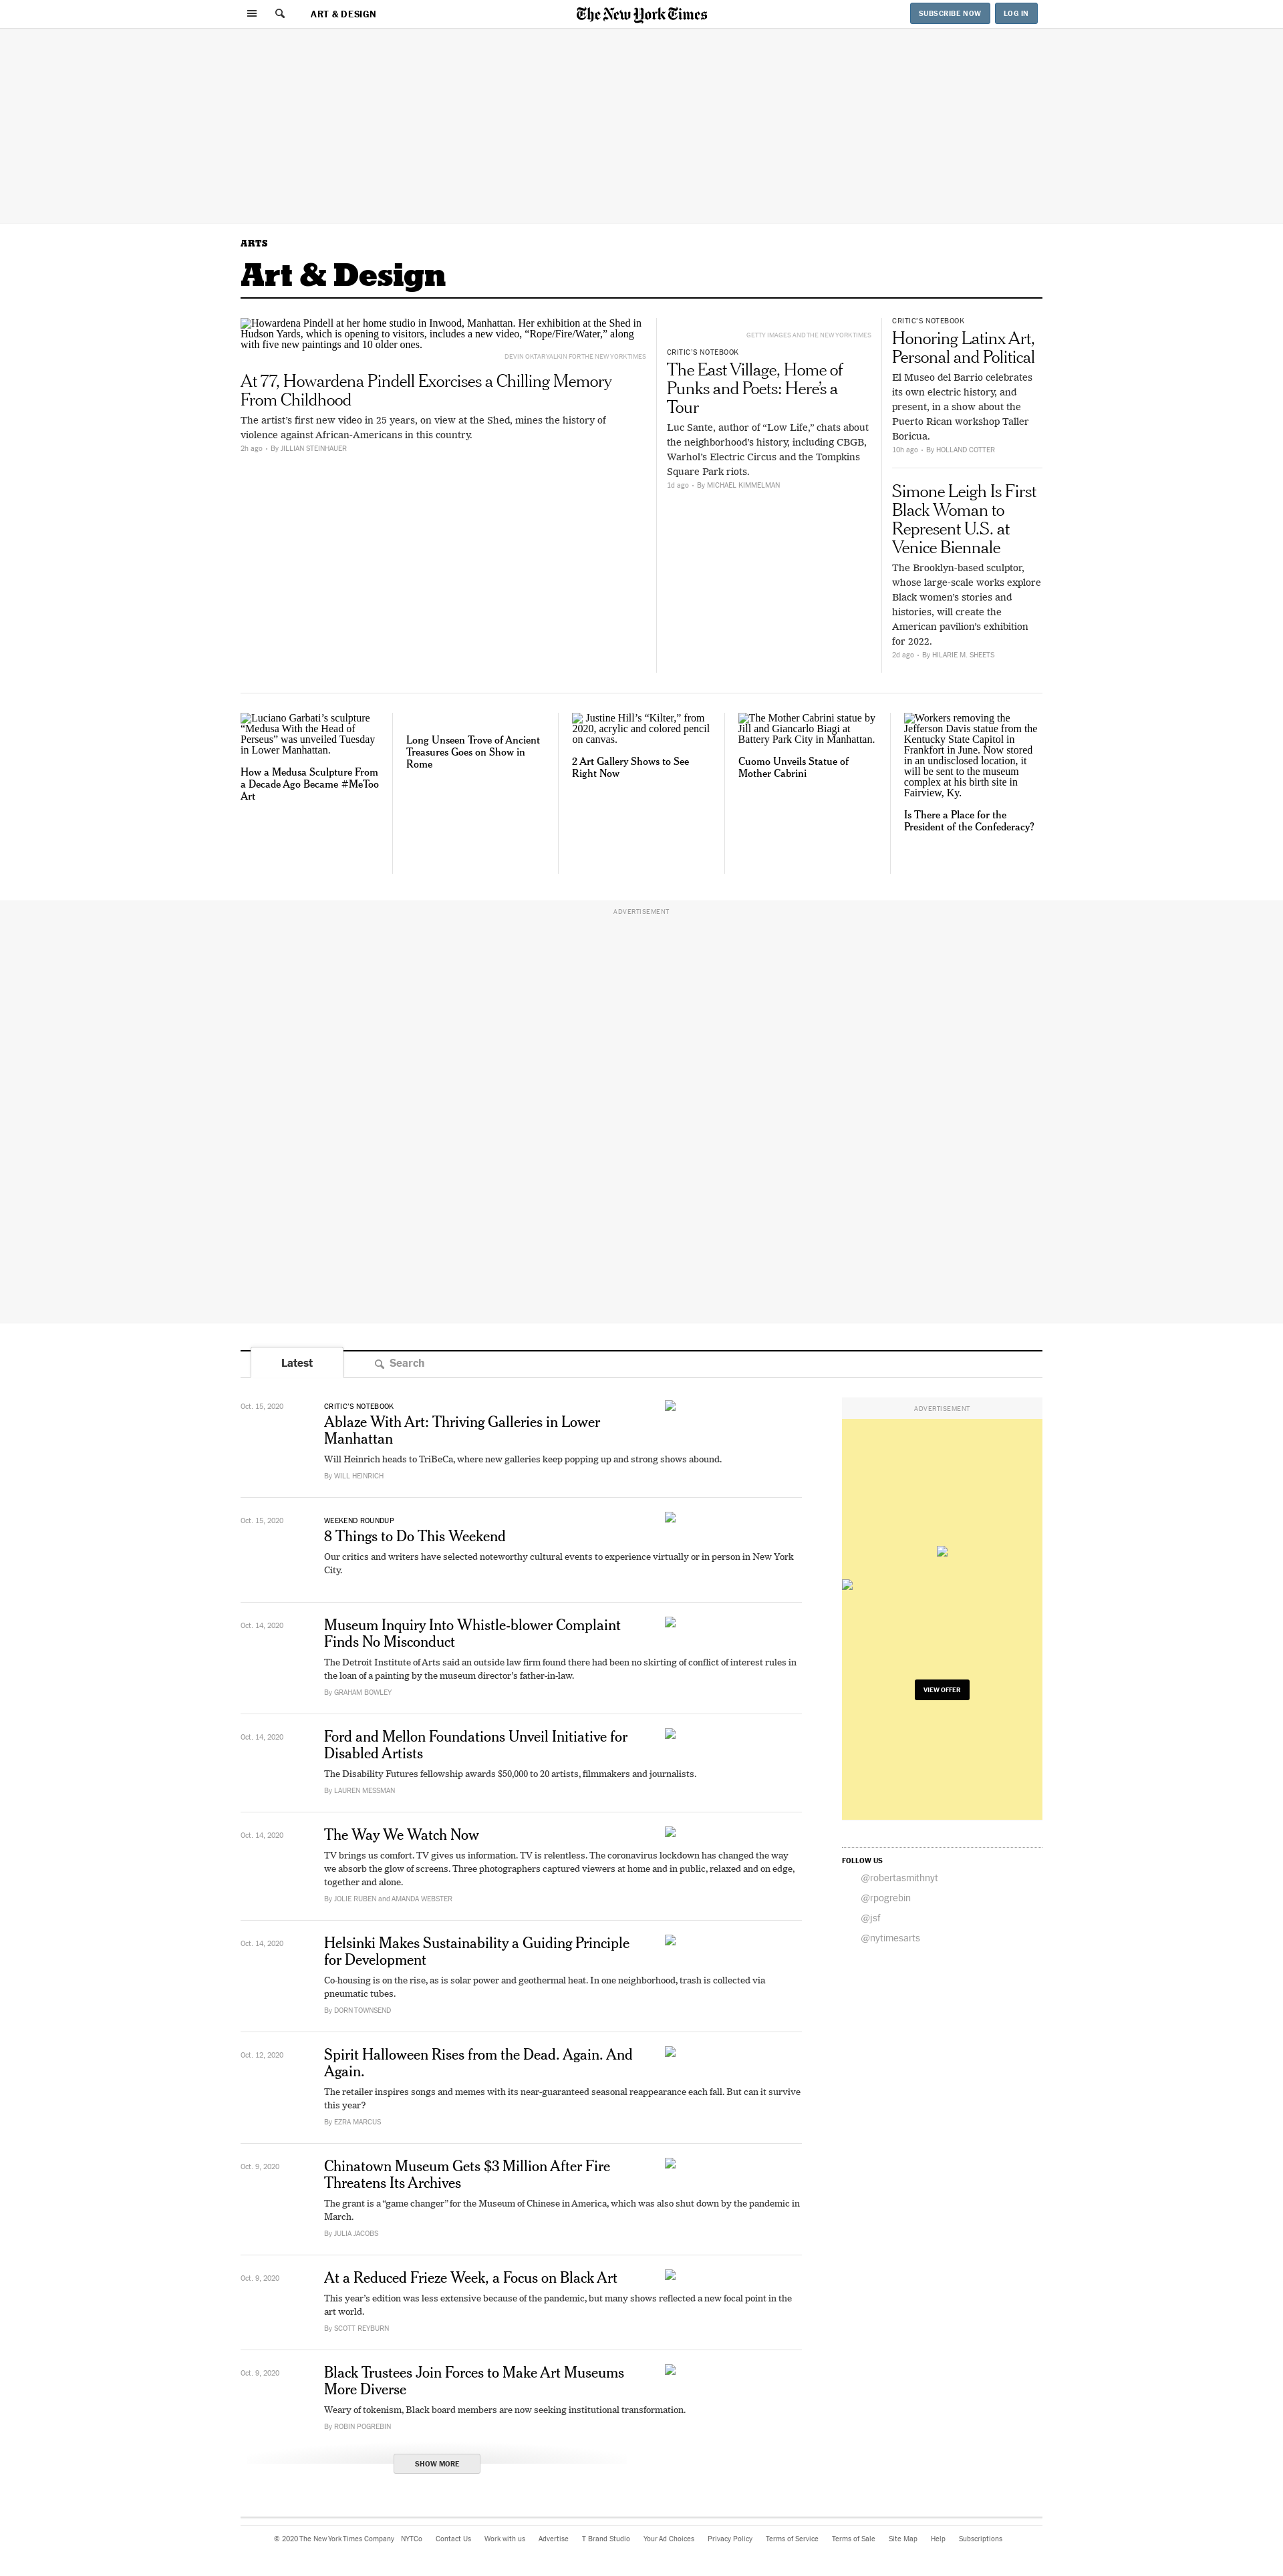 ART & DESIGN
The New York Times
SUBSCRIBE NOW
LOG IN
ARTS
Art & Design
Howardena Pindell at her home studio in Inwood, Manhattan. Her exhibition at the Shed in
Hudson Yards, which is opening to visitors, includes a new video, “Rope/Fire/Water,” along
with five new paintings and 10 older ones.
DEVIN OKTAR YALKIN FOR THE NEW YORK TIMES
At 77, Howardena Pindell Exorcises a Chilling Memory
From Childhood
The artist’s first new video in 25 years, on view at the Shed, mines the history of
violence against African-Americans in this country.
2h ago • By JILLIAN STEINHAUER
GETTY IMAGES AND THE NEW YORK TIMES
CRITIC’S NOTEBOOK
The East Village, Home of
Punks and Poets: Here’s a
Tour
Luc Sante, author of “Low Life,” chats about
the neighborhood’s history, including CBGB,
Warhol’s Electric Circus and the Tompkins
Square Park riots.
1d ago • By MICHAEL KIMMELMAN
CRITIC’S NOTEBOOK
Honoring Latinx Art,
Personal and Political
El Museo del Barrio celebrates
its own electric history, and
present, in a show about the
Puerto Rican workshop Taller
Boricua.
10h ago • By HOLLAND COTTER
Simone Leigh Is First
Black Woman to
Represent U.S. at
Venice Biennale
The Brooklyn-based sculptor,
whose large-scale works explore
Black women’s stories and
histories, will create the
American pavilion’s exhibition
for 2022.
2d ago • By HILARIE M. SHEETS
Luciano Garbati’s sculpture
“Medusa With the Head of
Perseus” was unveiled Tuesday
in Lower Manhattan.
How a Medusa Sculpture From
a Decade Ago Became #MeToo
Art
Long Unseen Trove of Ancient
Treasures Goes on Show in
Rome
Justine Hill’s “Kilter,” from
2020, acrylic and colored pencil
on canvas.
2 Art Gallery Shows to See
Right Now
The Mother Cabrini statue by
Jill and Giancarlo Biagi at
Battery Park City in Manhattan.
Cuomo Unveils Statue of
Mother Cabrini
Workers removing the
Jefferson Davis statue from the
Kentucky State Capitol in
Frankfort in June. Now stored
in an undisclosed location, it
will be sent to the museum
complex at his birth site in
Fairview, Ky.
Is There a Place for the
President of the Confederacy?
ADVERTISEMENT
Latest
Search
Oct. 15, 2020
CRITIC’S NOTEBOOK
Ablaze With Art: Thriving Galleries in Lower
Manhattan
Will Heinrich heads to TriBeCa, where new galleries keep popping up and strong shows abound.
By WILL HEINRICH
Oct. 15, 2020
WEEKEND ROUNDUP
8 Things to Do This Weekend
Our critics and writers have selected noteworthy cultural events to experience virtually or in person in New York
City.
Oct. 14, 2020
Museum Inquiry Into Whistle-blower Complaint
Finds No Misconduct
The Detroit Institute of Arts said an outside law firm found there had been no skirting of conflict of interest rules in
the loan of a painting by the museum director’s father-in-law.
By GRAHAM BOWLEY
Oct. 14, 2020
Ford and Mellon Foundations Unveil Initiative for
Disabled Artists
The Disability Futures fellowship awards $50,000 to 20 artists, filmmakers and journalists.
By LAUREN MESSMAN
Oct. 14, 2020
The Way We Watch Now
TV brings us comfort. TV gives us information. TV is relentless. The coronavirus lockdown has changed the way
we absorb the glow of screens. Three photographers captured viewers at home and in public, relaxed and on edge,
together and alone.
By JOLIE RUBEN and AMANDA WEBSTER
Oct. 14, 2020
Helsinki Makes Sustainability a Guiding Principle
for Development
Co-housing is on the rise, as is solar power and geothermal heat. In one neighborhood, trash is collected via
pneumatic tubes.
By DORN TOWNSEND
Oct. 12, 2020
Spirit Halloween Rises from the Dead. Again. And
Again.
The retailer inspires songs and memes with its near-guaranteed seasonal reappearance each fall. But can it survive
this year?
By EZRA MARCUS
Oct. 9, 2020
Chinatown Museum Gets $3 Million After Fire
Threatens Its Archives
The grant is a “game changer” for the Museum of Chinese in America, which was also shut down by the pandemic in
March.
By JULIA JACOBS
Oct. 9, 2020
At a Reduced Frieze Week, a Focus on Black Art
This year’s edition was less extensive because of the pandemic, but many shows reflected a new focal point in the
art world.
By SCOTT REYBURN
Oct. 9, 2020
Black Trustees Join Forces to Make Art Museums
More Diverse
Weary of tokenism, Black board members are now seeking institutional transformation.
By ROBIN POGREBIN
SHOW MORE
ADVERTISEMENT
VIEW OFFER
FOLLOW US
@robertasmithnyt
@rpogrebin
@jsf
@nytimesarts
© 2020 The New York Times Company NYTCo Contact Us Work with us Advertise T Brand Studio Your Ad Choices Privacy Policy Terms of Service Terms of Sale Site Map Help Subscriptions